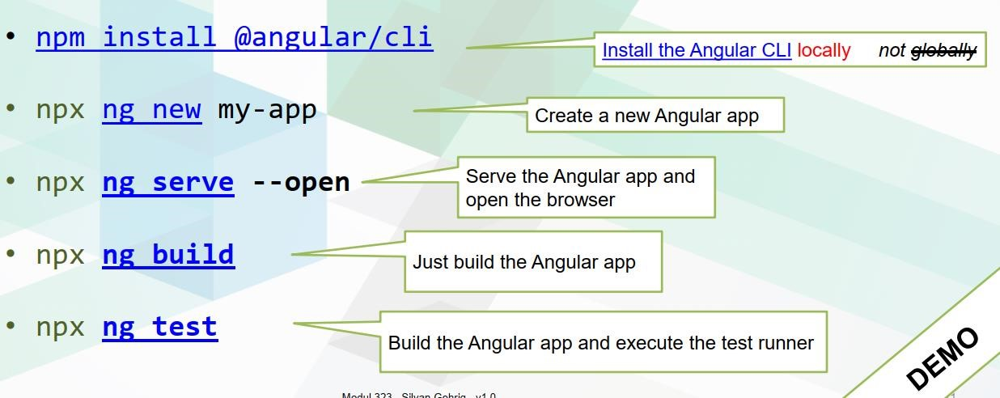 • npm install @angular/cli
Install the Angular CLI locally not globally
• npx ng new my-app
Create a new Angular app
• npx ng serve --open
Serve the Angular app and
open the browser
• npx ng build
Just build the Angular app
• npx ng test
Build the Angular app and execute the test runner
DEMO
Modul 323 Silvan Gehrig v1.0